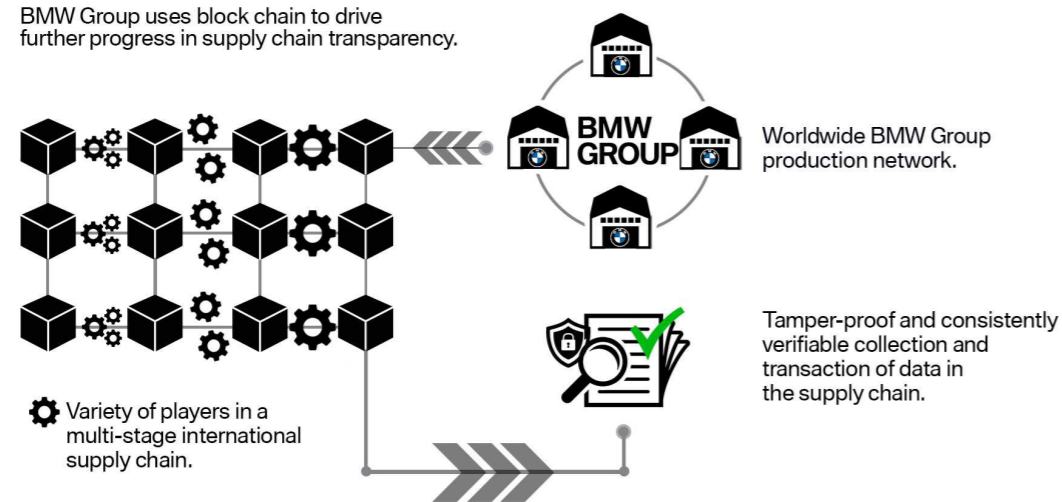 BMW Group uses block chain to drive
further progress in supply chain transparency.
BMW
GROUP
Worldwide BMW Group
production network.
Tamper-proof and consistently
verifiable collection and
transaction of data in
the supply chain.
Variety of players in a
multi-stage international
supply chain.